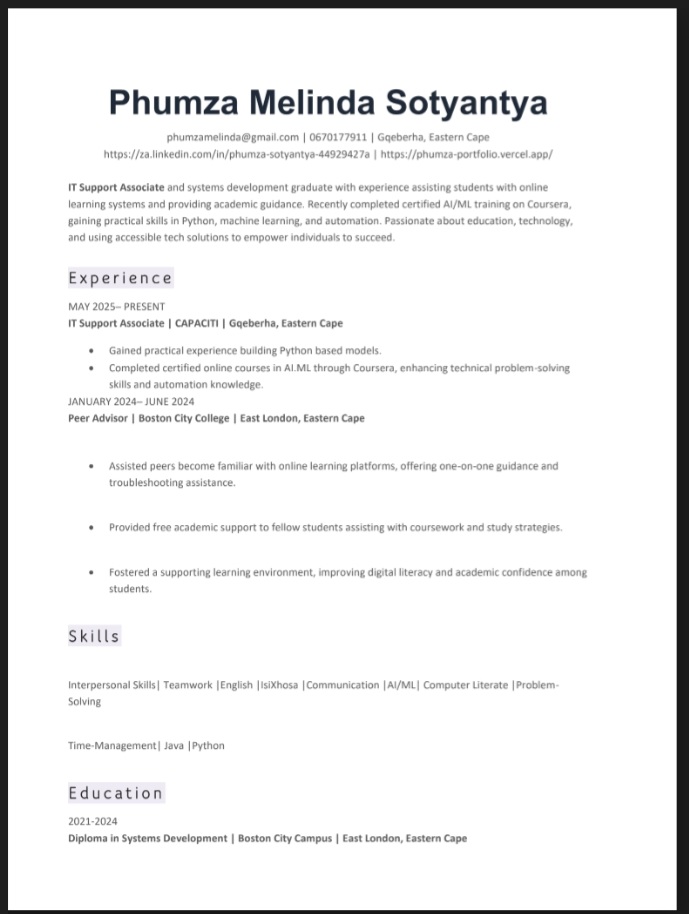 Phumza Melinda Sotyantya
phumzamelinda@gmail.com | 0670177911 | Gqeberha, Eastern Cape
https://za.linkedin.com/in/phumza-sotyantya-44929427a | https://phumza-portfolio.vercel.app/
IT Support Associate and systems development graduate with experience assisting students with online
learning systems and providing academic guidance. Recently completed certified AI/ML training on Coursera,
gaining practical skills in Python, machine learning, and automation. Passionate about education, technology,
and using accessible tech solutions to empower individuals to succeed.
Experience
MAY 2025– PRESENT
IT Support Associate | CAPACITI | Gqeberha, Eastern Cape
• Gained practical experience building Python based models.
• Completed certified online courses in AI.ML through Coursera, enhancing technical problem-solving
skills and automation knowledge.
JANUARY 2024– JUNE 2024
Peer Advisor | Boston City College | East London, Eastern Cape
• Assisted peers become familiar with online learning platforms, offering one-on-one guidance and
troubleshooting assistance.
• Provided free academic support to fellow students assisting with coursework and study strategies.
• Fostered a supporting learning environment, improving digital literacy and academic confidence among
students.
Skills
Interpersonal Skills| Teamwork |English |IsiXhosa |Communication |AI/ML| Computer Literate |Problem-
Solving
Time-Management| Java |Python
Education
2021-2024
Diploma in Systems Development | Boston City Campus | East London, Eastern Cape